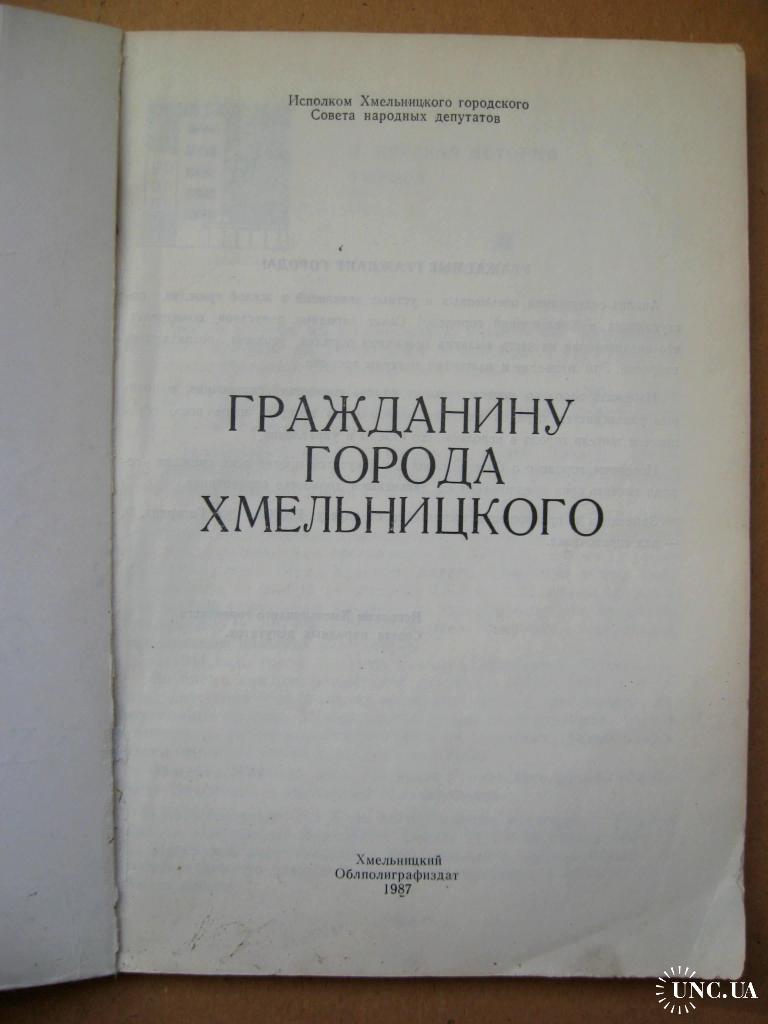 Исполком Хмельницкого городского
Совета народных депутатов
ГРАЖДАНИНУ
ГОРОДА
ХМЕЛЬНИЦКОГО
Хмельницкий
Облполиграфиздат
1987
UNC.UA